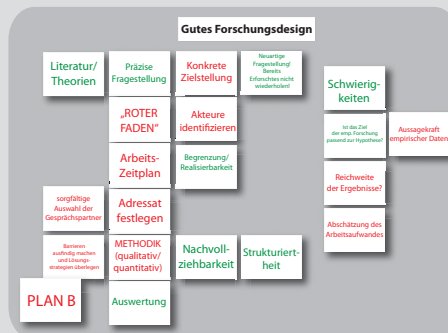 Gutes Forschungsdesign
Literatur/
Theorien
Präzise
Fragestellung
Konkrete
Zielstellung
Neuartige
Fragestellung!
Bereits
Erforschtes nicht
wiederholen!
Schwierig-
keiten
„ROTER
FADEN“
Akteure
identifizieren
Ist das Ziel
der emp. Forschung
passend zur Hypothese?
Aussagekraft
empirischer Daten
Arbeits-
Zeitplan
Begrenzung/
Realisierbarkeit
Reichweite
der Ergebnisse?
sorgfältige
Auswahl der
Gesprächspartner
Adressat
festlegen
Abschätzung des
Arbeitsaufwandes
Barrieren
ausfindig machen
und Lösungs-
strategien überlegen
METHODIK
(qualitativ/
quantitativ)
Nachvoll-
ziehbarkeit
Strukturiert-
heit
PLAN B
Auswertung